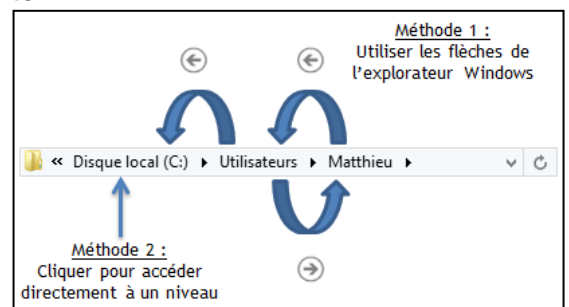 Méthode 1 :
Utiliser les flèches de
l'explorateur Windows
« Disque local (C:) ▸ Utilisateurs ▸ Matthieu ▸
Méthode 2 :
Cliquer pour accéder
directement à un niveau